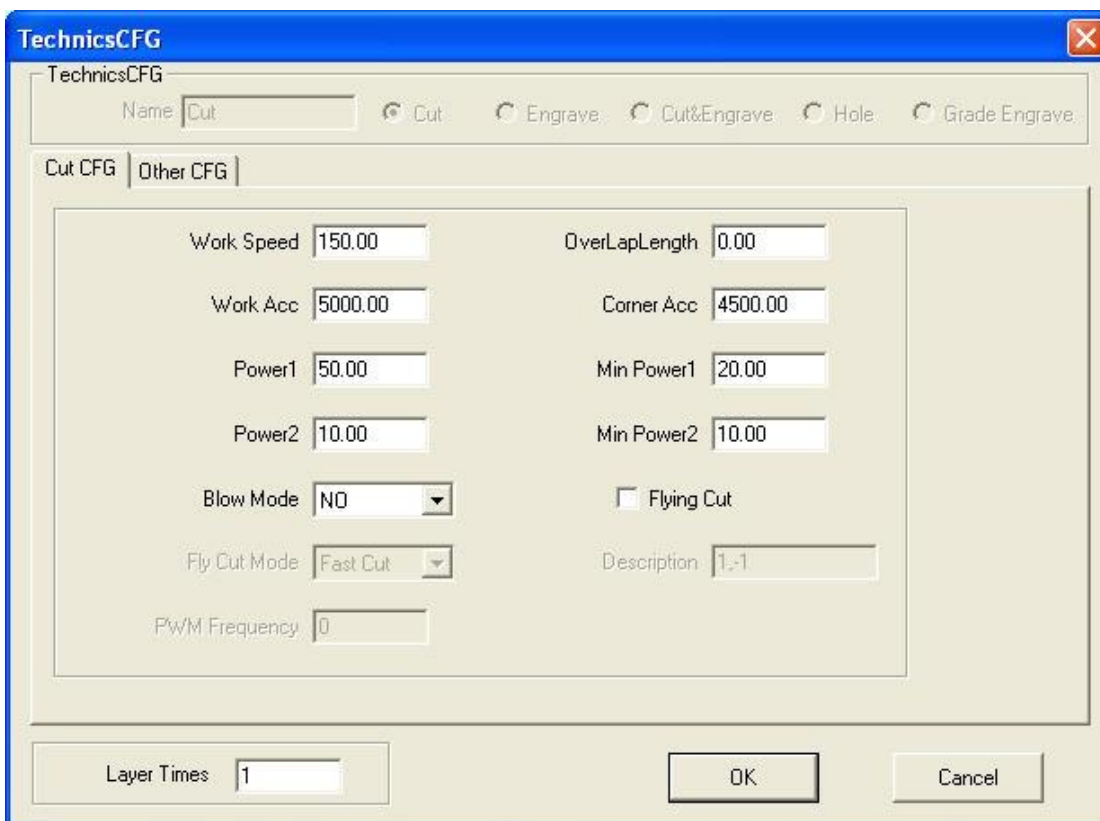 TechnicsCFG
TechnicsCFG
Name Cut Cut Engrave Cut&Engrave Hole Grade Engrave
Cut CFG Other CFG
Work Speed 150.00 OverLapLength 0.00
Work Acc 5000.00 Corner Acc 4500.00
Power1 50.00 Min Power1 20.00
Power2 10.00 Min Power2 10.00
Blow Mode NO Flying Cut
Fly Cut Mode Fast Cut Description 1,-1
PWM Frequency 0
Layer Times 1 OK Cancel